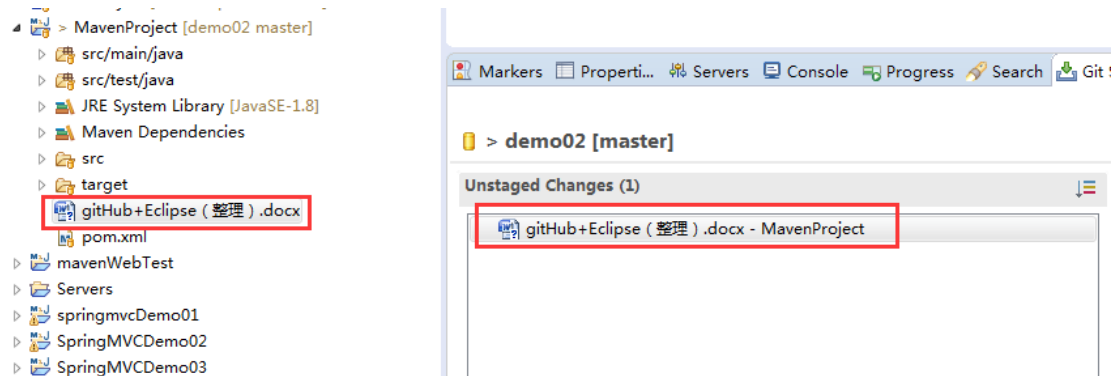 > MavenProject [demo02 master]
src/main/java
src/test/java
JRE System Library [JavaSE-1.8]
Maven Dependencies
src
target
gitHub+Eclipse（整理）.docx
pom.xml
mavenWebTest
Servers
springmvcDemo01
SpringMVCDemo02
SpringMVCDemo03
Markers Properti... Servers Console Progress Search Git
> demo02 [master]
Unstaged Changes (1)
gitHub+Eclipse（整理）.docx - MavenProject